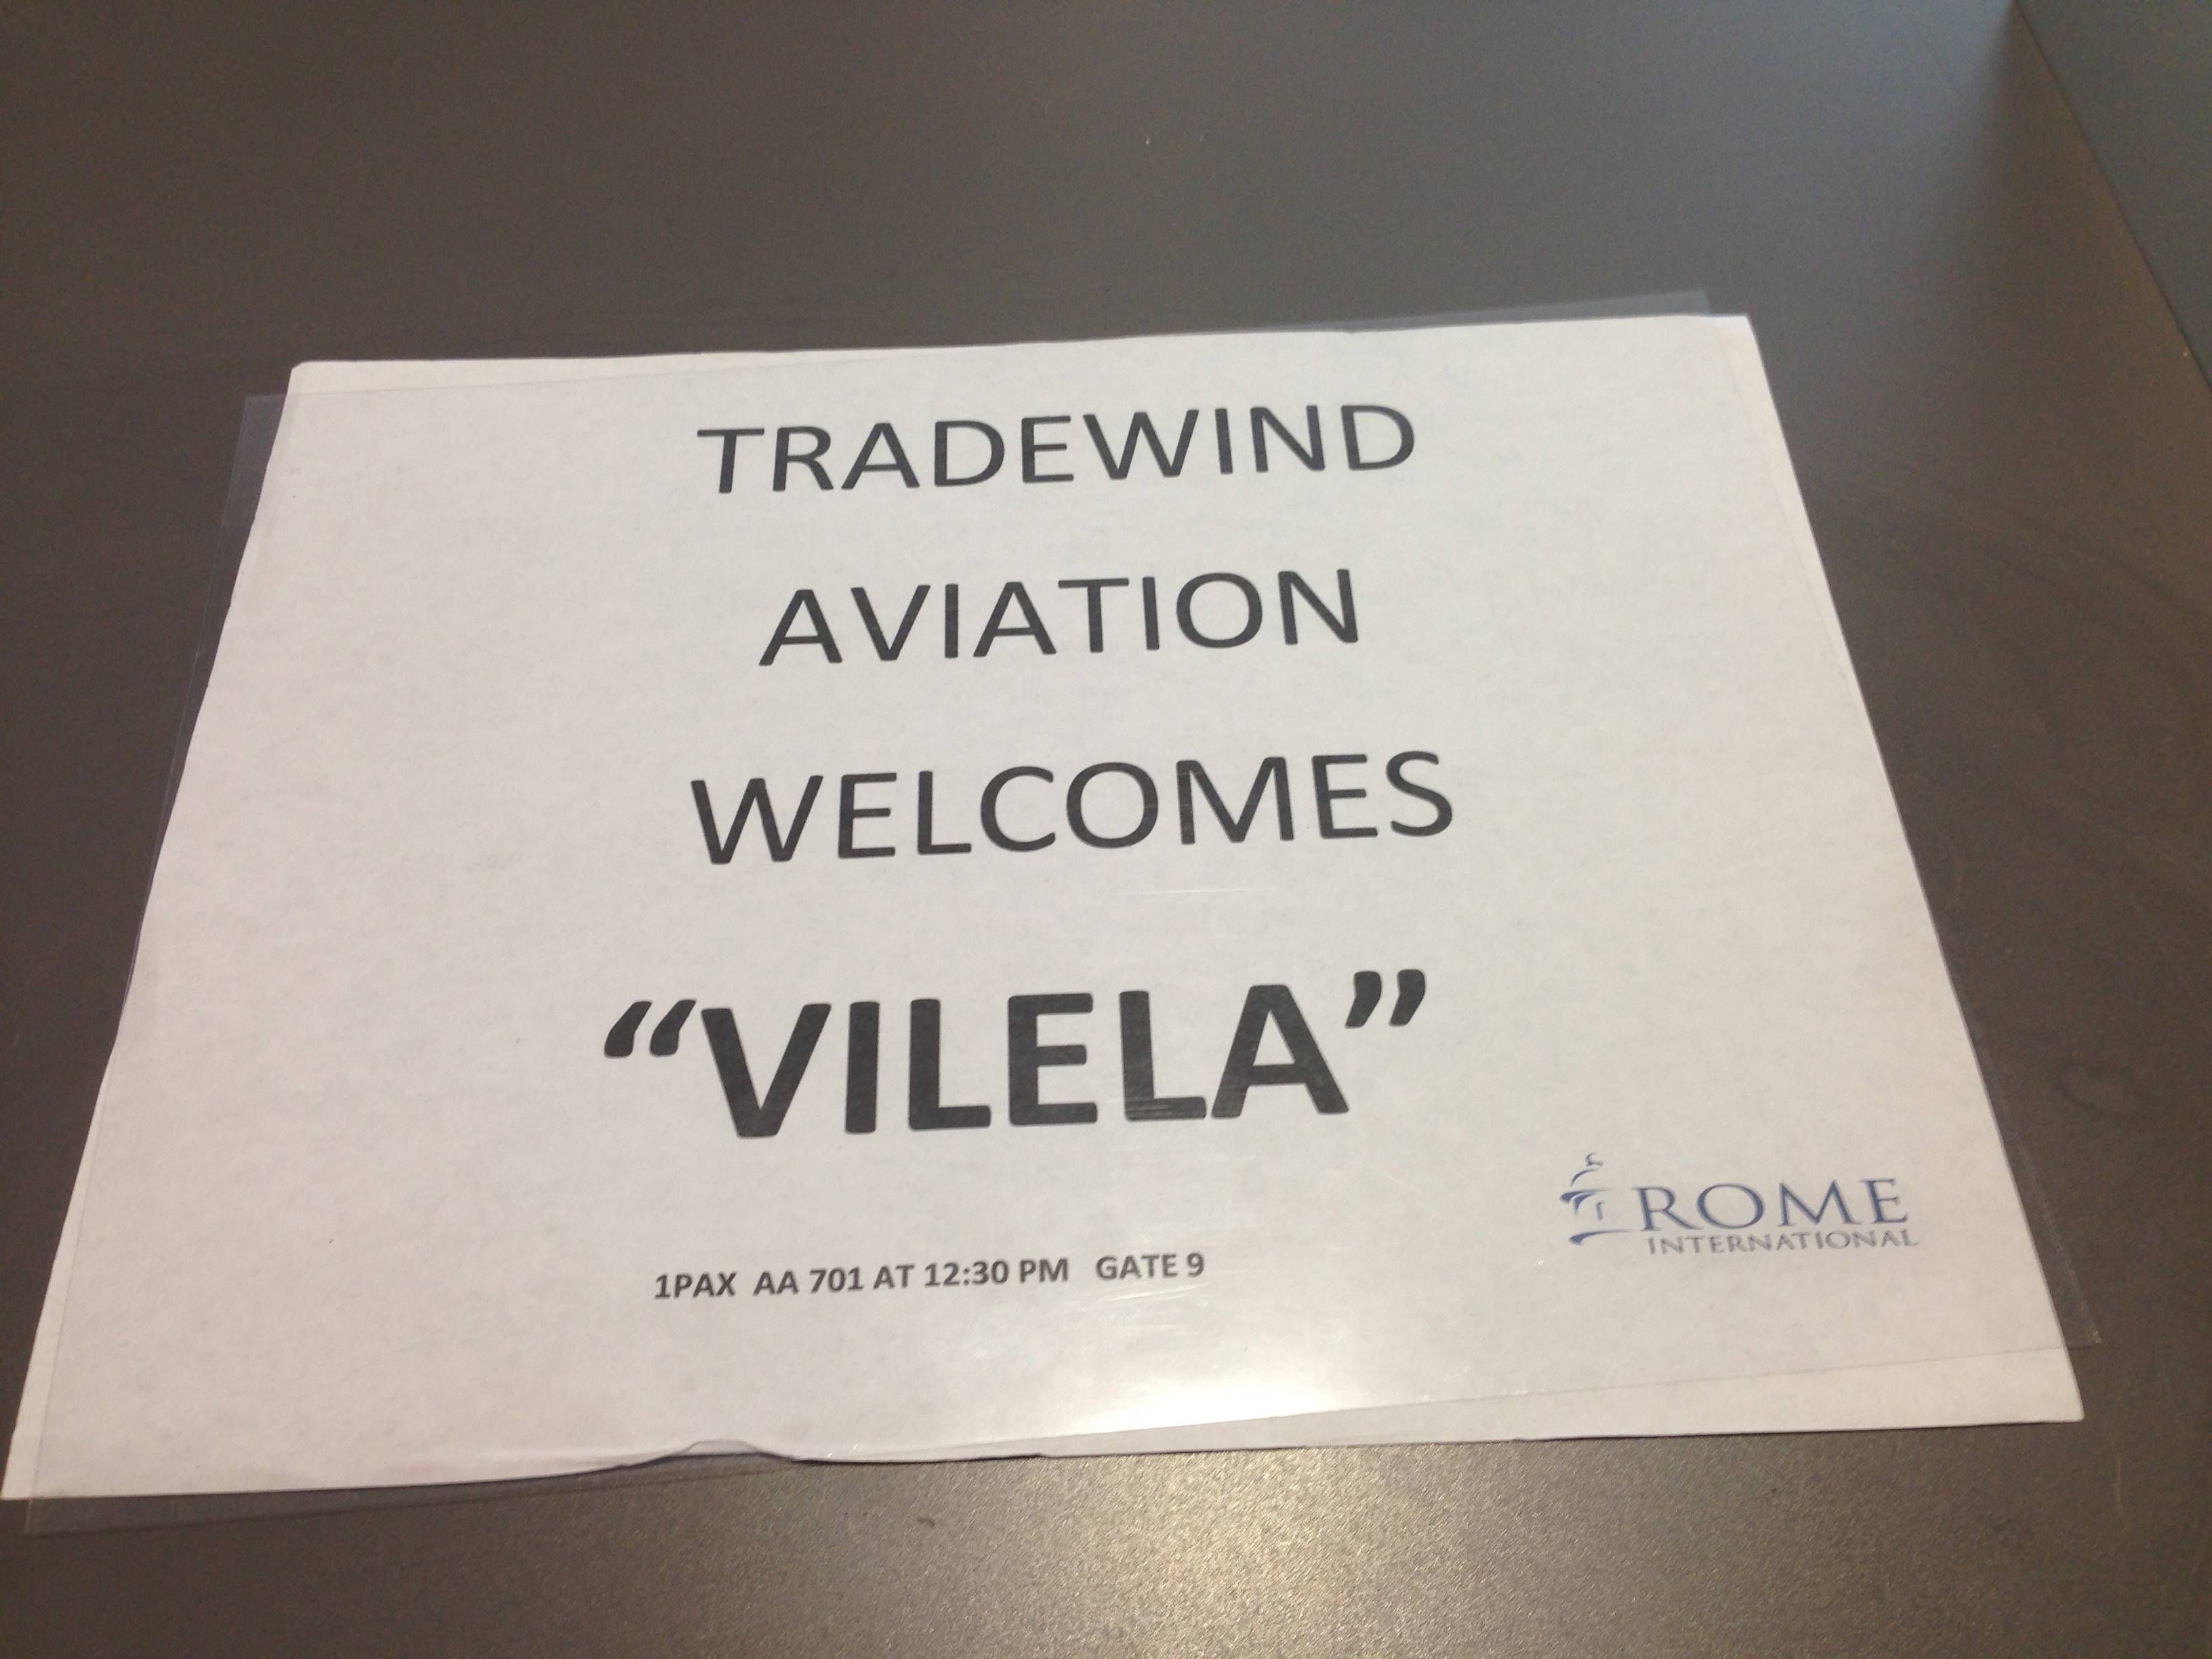 TRADEWIND
AVIATION
WELCOMES
“VILELA”
ROME
INTERNATIONAL
1PAX AA 701 AT 12:30 PM GATE 9